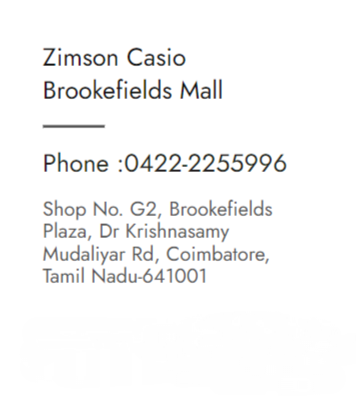 Zimson Casio
Brookefields Mall
Phone :0422-2255996
Shop No. G2, Brookefields
Plaza, Dr Krishnasamy
Mudaliyar Rd, Coimbatore,
Tamil Nadu-641001